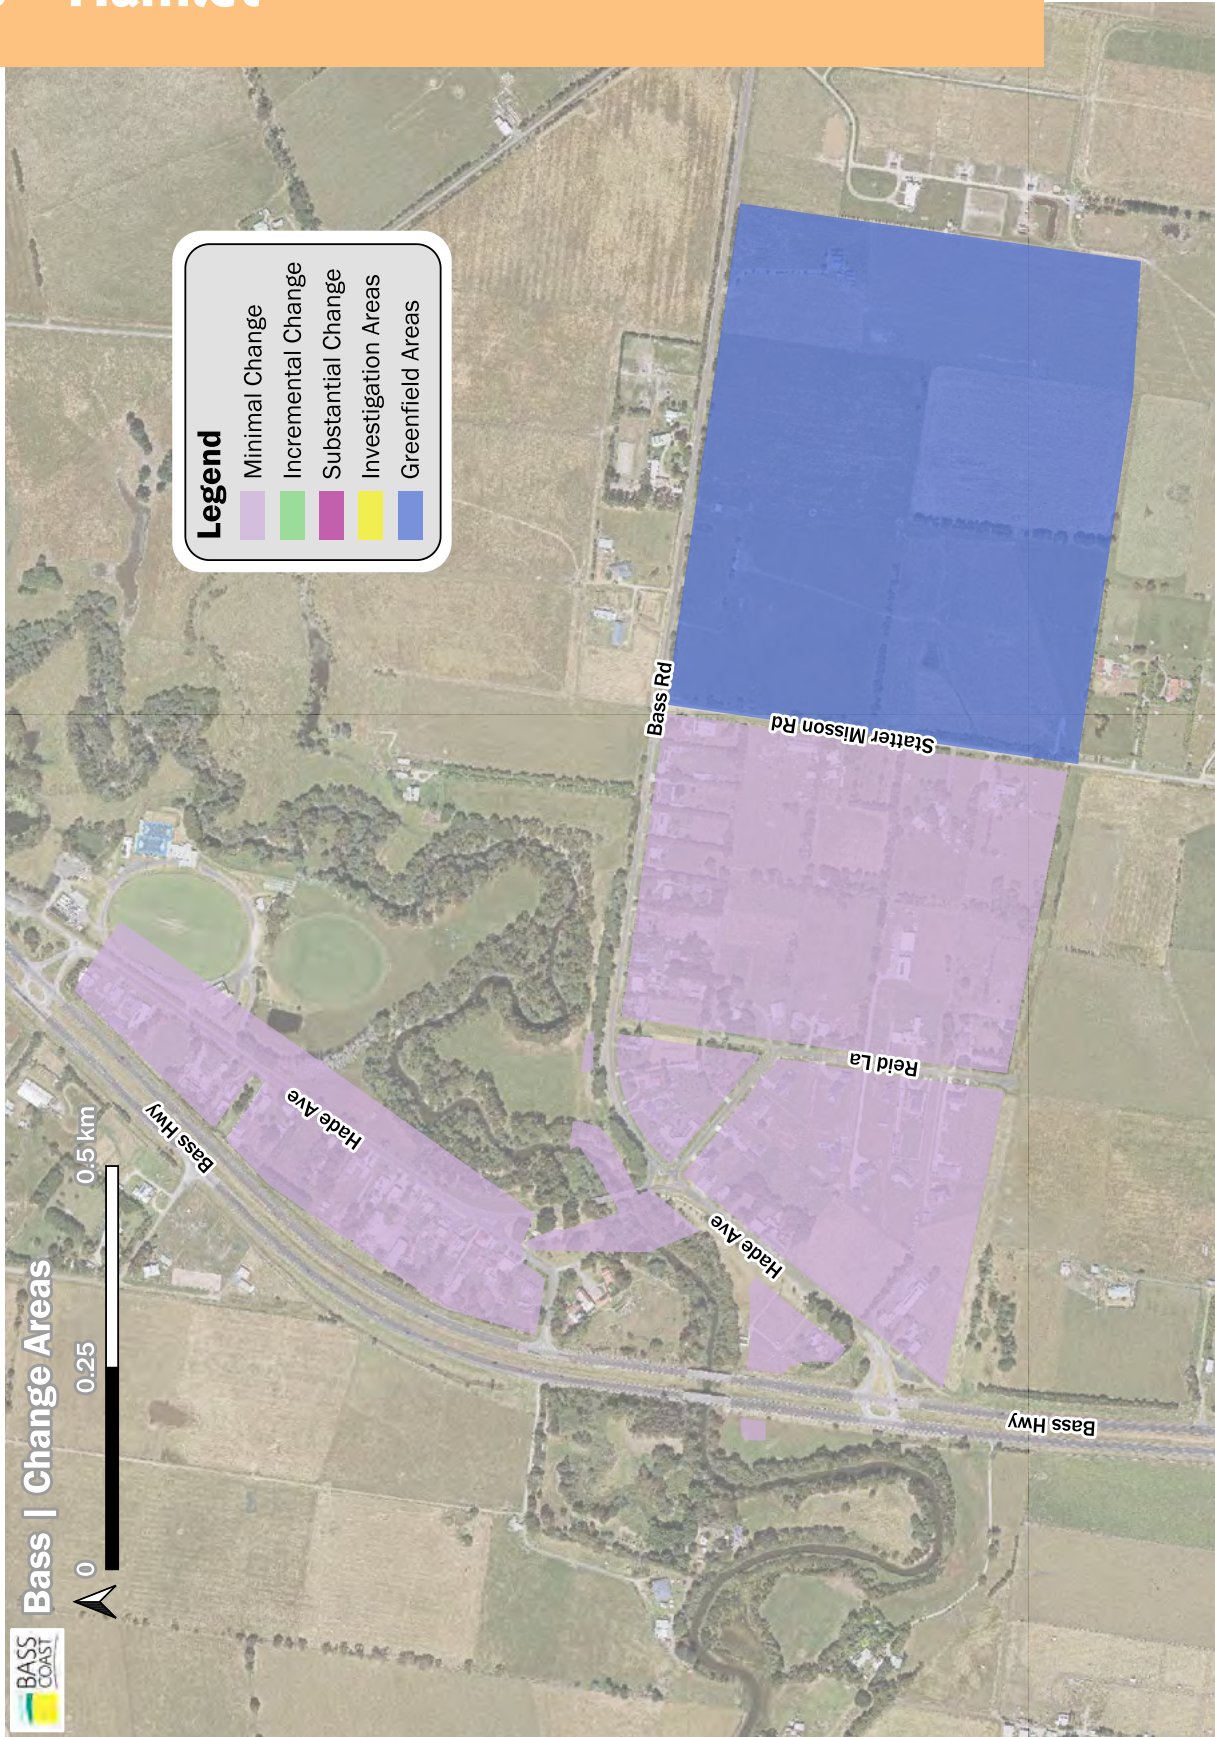 Hamlet
BASS
COAST
Bass | Change Areas
0
0.25
0.5 km
Legend
Minimal Change
Incremental Change
Substantial Change
Investigation Areas
Greenfield Areas
Bass Hwy
Hade Ave
Bass Rd
Statter Misson Rd
Reid La
Hade Ave
Bass Hwy